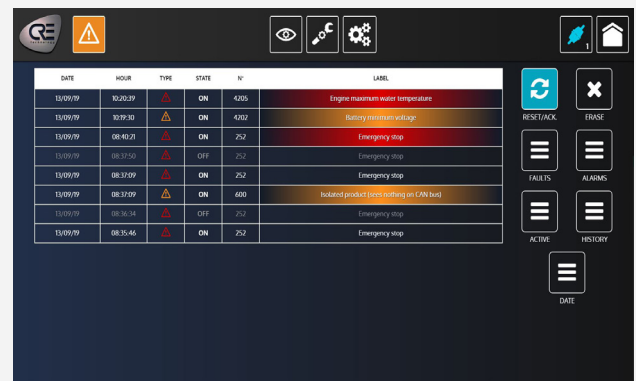 CRE
technology
1
DATE HOUR TYPE STATE N° LABEL
13/09/19 10:20:39 ON 4205 Engine maximum water temperature
13/09/19 10:19:30 ON 4202 Battery minimum voltage
13/09/19 08:40:21 ON 252 Emergency stop
13/09/19 08:37:50 OFF 252 Emergency stop
13/09/19 08:37:09 ON 252 Emergency stop
13/09/19 08:37:09 ON 600 Isolated product (sees nothing on CAN bus)
13/09/19 08:36:34 OFF 252 Emergency stop
13/09/19 08:35:46 ON 252 Emergency stop
RESET/ACK. ERASE
FAULTS ALARMS
ACTIVE HISTORY
DATE